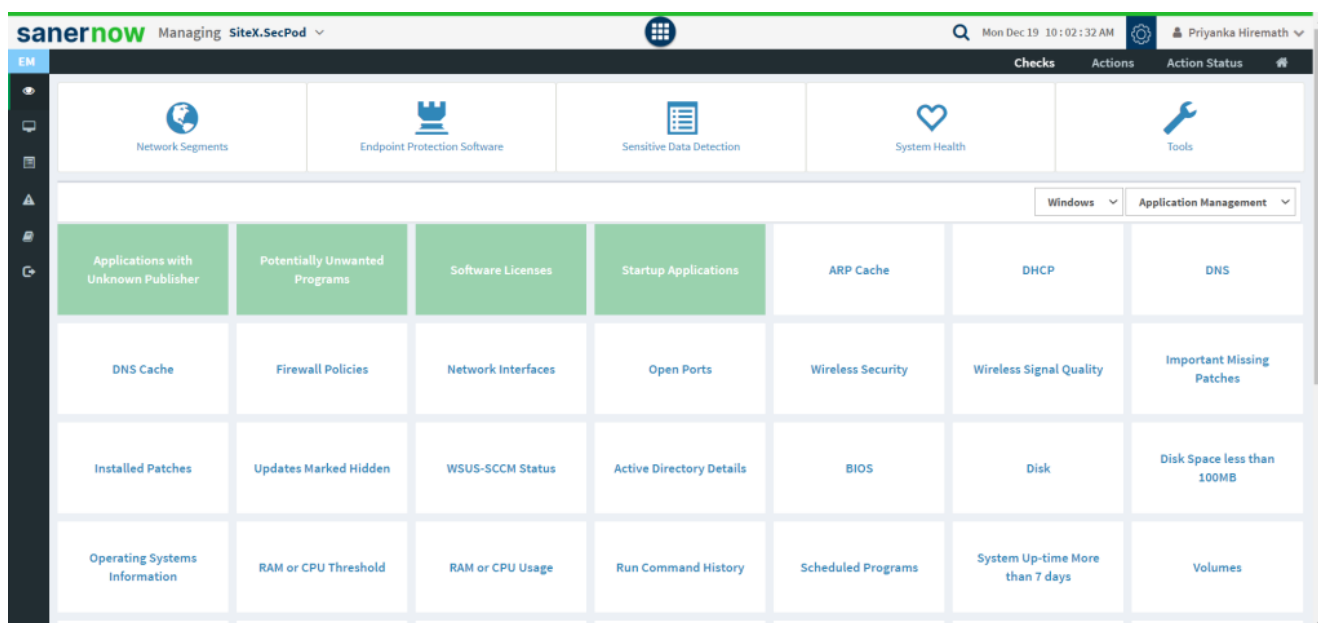 sanernow Managing SiteX.SecPod Mon Dec 19 10:02:32 AM Priyanka Hiremath
EM Checks Actions Action Status
Network Segments Endpoint Protection Software Sensitive Data Detection System Health Tools
Windows Application Management
Applications with
Unknown Publisher
Potentially Unwanted
Programs
Software Licenses
Startup Applications
ARP Cache
DHCP
DNS
DNS Cache
Firewall Policies
Network Interfaces
Open Ports
Wireless Security
Wireless Signal Quality
Important Missing
Patches
Installed Patches
Updates Marked Hidden
WSUS-SCCM Status
Active Directory Details
BIOS
Disk
Disk Space less than
100MB
Operating Systems
Information
RAM or CPU Threshold
RAM or CPU Usage
Run Command History
Scheduled Programs
System Up-time More
than 7 days
Volumes